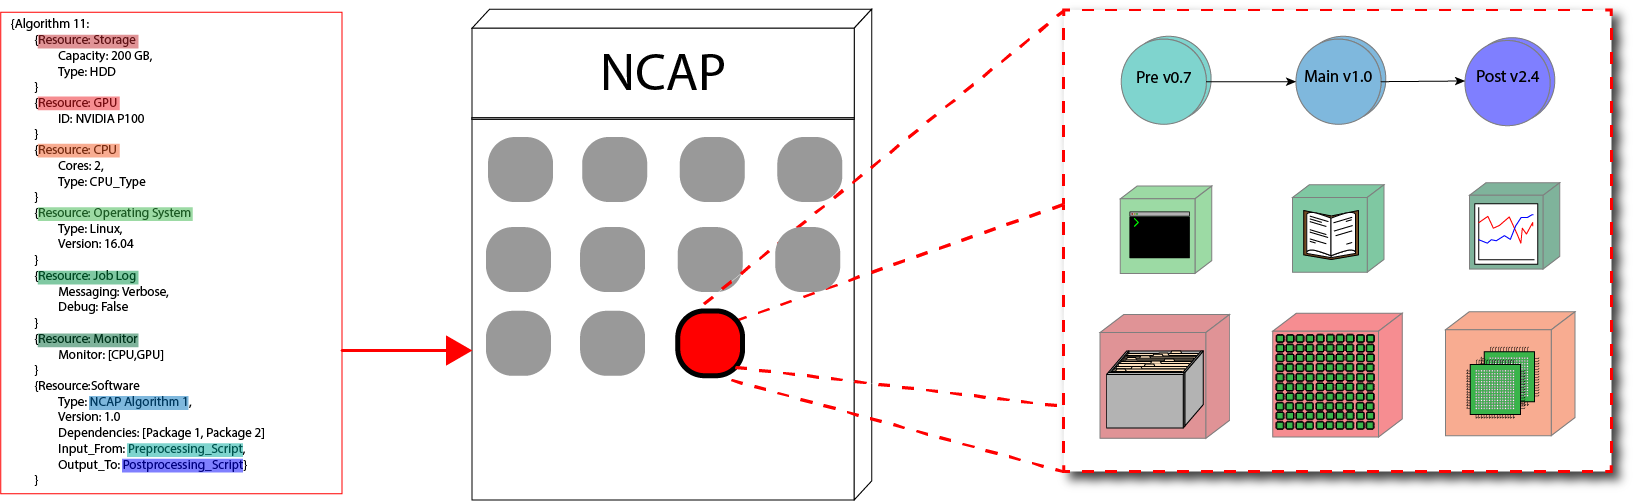 {Algorithm 11:
{Resource: Storage
Capacity: 200 GB,
Type: HDD
}
{Resource: GPU
ID: NVIDIA P100
}
{Resource: CPU
Cores: 2,
Type: CPU_Type
}
{Resource: Operating System
Type: Linux,
Version: 16.04
}
{Resource: Job Log
Messaging: Verbose,
Debug: False
}
{Resource: Monitor
Monitor: [CPU,GPU]
}
{Resource:Software
Type: NCAP Algorithm 1,
Version: 1.0
Dependencies: [Package 1, Package 2]
Input_From: Preprocessing_Script,
Output_To: Postprocessing_Script}
}
NCAP
Pre v0.7
Main v1.0
Post v2.4